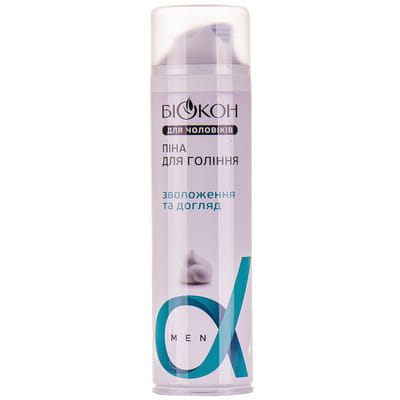 БІОКОН
ДЛЯ ЧОЛОВІКІВ
ПІНА
ДЛЯ ГОЛІННЯ
зволоження
та догляд
MEN